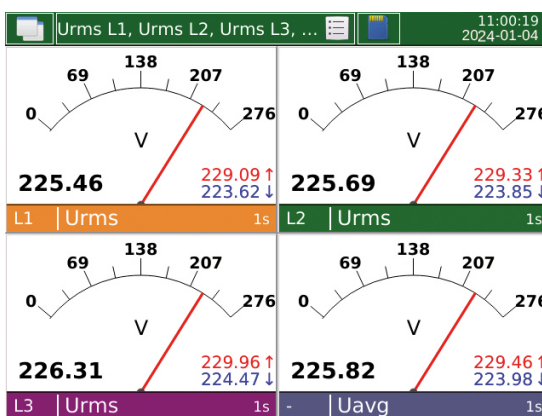 Urms L1, Urms L2, Urms L3, ...
11:00:19
2024-01-04
0 69 138 207 276
V
225.46
229.09↑
223.62↓
L1 Urms 1s
0 69 138 207 276
V
225.69
229.33↑
223.85↓
L2 Urms 1s
0 69 138 207 276
V
226.31
229.96↑
224.47↓
L3 Urms 1s
0 69 138 207 276
V
225.82
229.46↑
223.98↓
- Uavg 1s